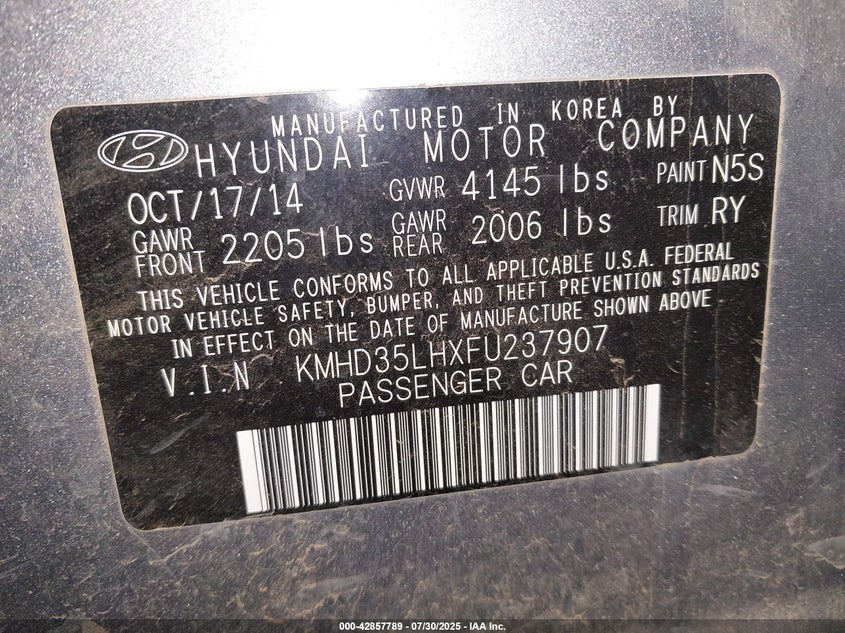 MANUFACTURED IN KOREA BY
HYUNDAI MOTOR COMPANY
OCT/17/14 GVWR 4145 lbs PAINT N5S
GAWR FRONT 2205 lbs GAWR REAR 2006 lbs TRIM RY
THIS VEHICLE CONFORMS TO ALL APPLICABLE U.S.A. FEDERAL
MOTOR VEHICLE SAFETY, BUMPER, AND THEFT PREVENTION STANDARDS
IN EFFECT ON THE DATE OF MANUFACTURE SHOWN ABOVE
V.I.N KMHD35LHXFU237907
PASSENGER CAR
000-42857789 - 07/30/2025 - IAA Inc.